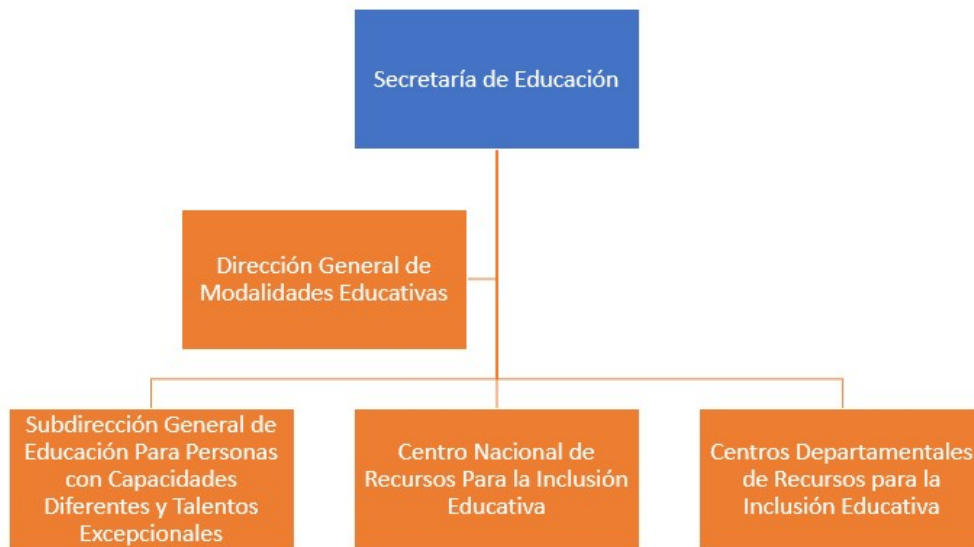 Secretaría de Educación
Dirección General de
Modalidades Educativas
Subdirección General de
Educación Para Personas
con Capacidades
Diferentes y Talentos
Excepcionales
Centro Nacional de
Recursos Para la Inclusión
Educativa
Centros Departamentales
de Recursos para la
Inclusión Educativa